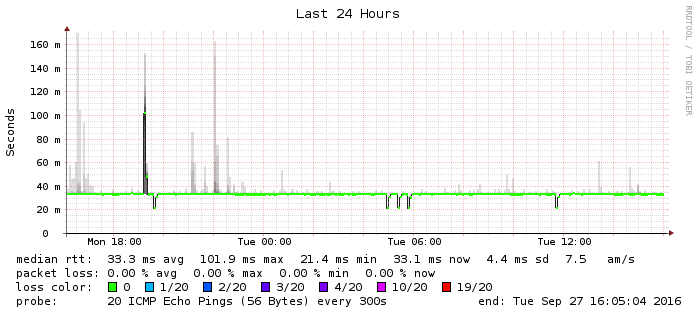 Last 24 Hours
RRDTOOL / TOBI OETIKER
Seconds
160 m
140 m
120 m
100 m
80 m
60 m
40 m
20 m
0
Mon 18:00 Tue 00:00 Tue 06:00 Tue 12:00
median rtt: 33.3 ms avg 101.9 ms max 21.4 ms min 33.1 ms now 4.4 ms sd 7.5 am/s
packet loss: 0.00 % avg 0.00 % max 0.00 % min 0.00 % now
loss color: 0 1/20 2/20 3/20 4/20 10/20 19/20
probe: 20 ICMP Echo Pings (56 Bytes) every 300s end: Tue Sep 27 16:05:04 2016